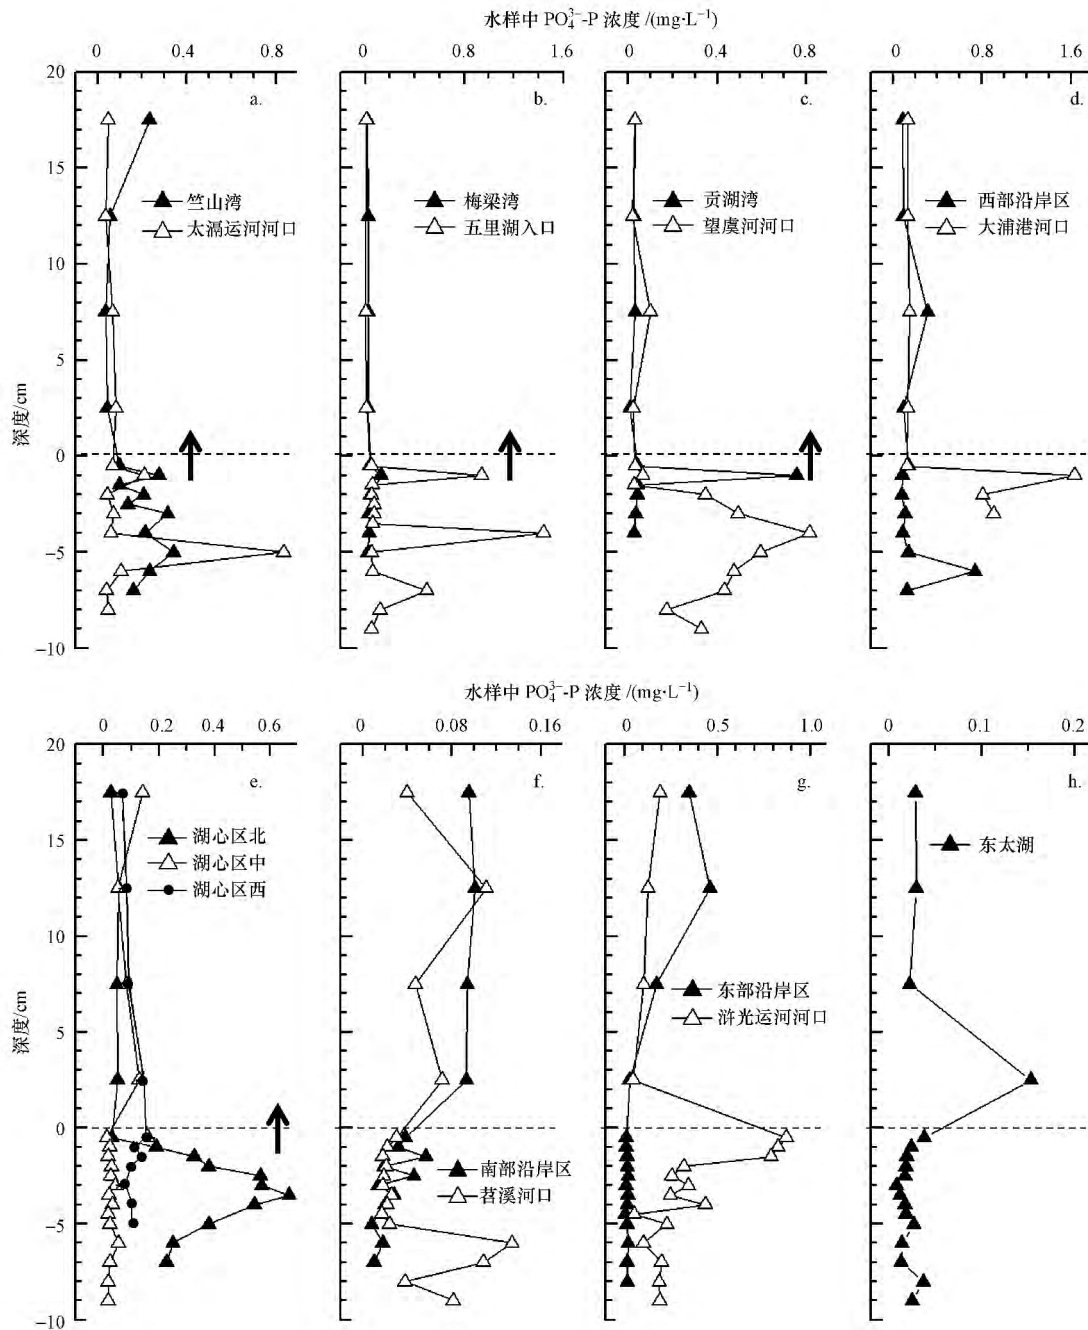 水样中 PO₄³⁻-P 浓度 /(mg·L⁻¹)
0 0.4 0.8 0 0.8 1.6 0 0.4 0.8 0 0.8 1.6
20
a. b. c. d.
15
竺山湾 梅梁湾 贡湖湾 西部沿岸区
太滆运河河口 五里湖入口 望虞河河口 大浦港河口
10
5
深度/cm
0
−5
−10
水样中 PO₄³⁻-P 浓度 /(mg·L⁻¹)
0 0.2 0.4 0.6 0 0.08 0.16 0 0.5 1.0 0 0.1 0.2
20
e. f. g. h.
湖心区北 东太湖
15
湖心区中
湖心区西
10
东部沿岸区
浒光运河河口
5
深度/cm
0
南部沿岸区
苕溪河口
−5
−10